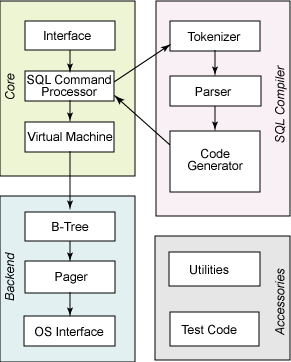 Core
Interface
SQL Command
Processor
Virtual Machine
SQL Compiler
Tokenizer
Parser
Code
Generator
Backend
B-Tree
Pager
OS Interface
Accessories
Utilities
Test Code